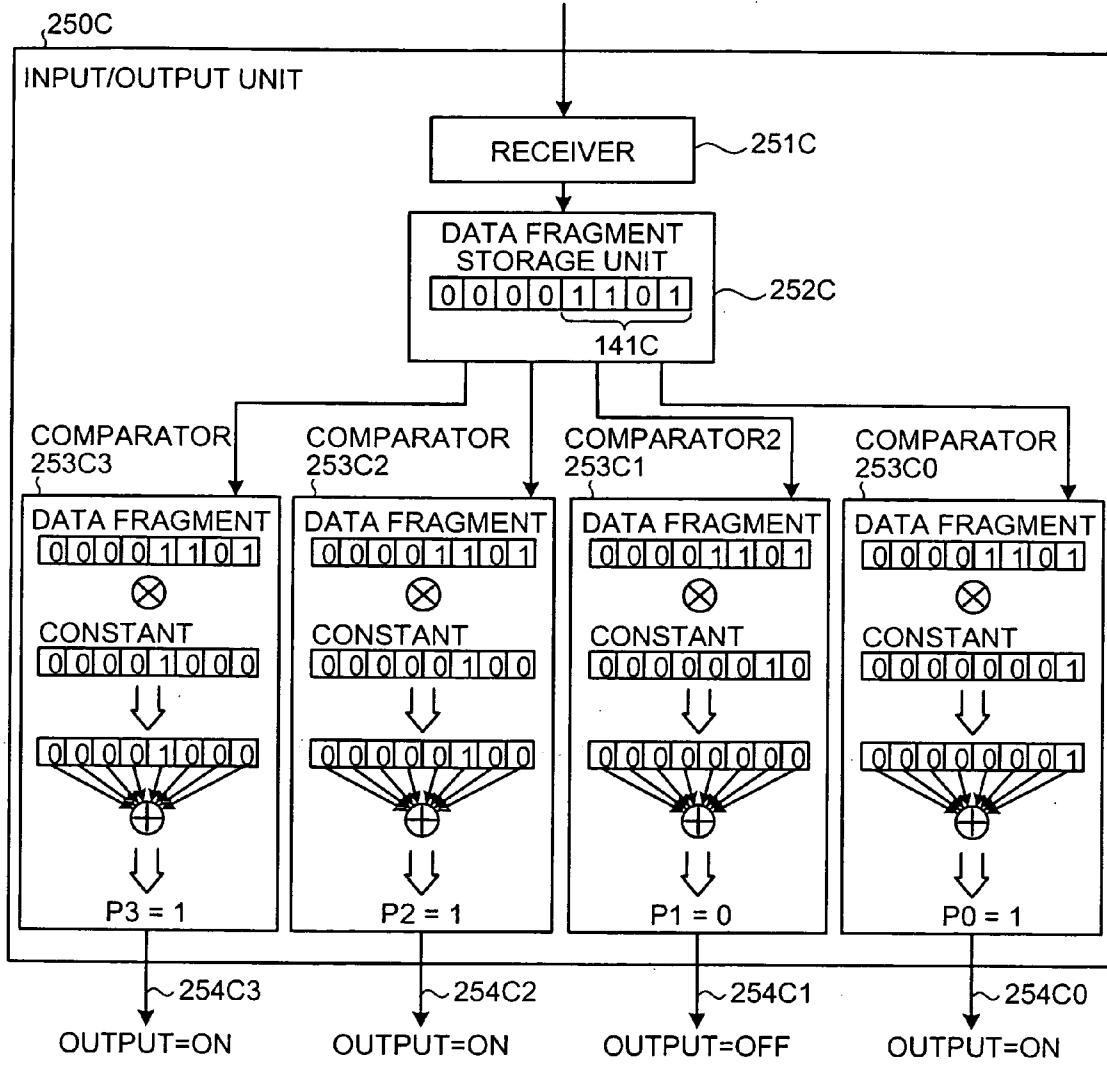 250C
INPUT/OUTPUT UNIT
RECEIVER
251C
DATA FRAGMENT
STORAGE UNIT
0 0 0 0 1 1 0 1
252C
141C
COMPARATOR
253C3
DATA FRAGMENT
0 0 0 0 1 1 0 1
CONSTANT
0 0 0 0 1 0 0 0
0 0 0 0 1 0 0 0
P3 = 1
254C3
OUTPUT=ON
COMPARATOR
253C2
DATA FRAGMENT
0 0 0 0 1 1 0 1
CONSTANT
0 0 0 0 0 1 0 0
0 0 0 0 0 1 0 0
P2 = 1
254C2
OUTPUT=ON
COMPARATOR2
253C1
DATA FRAGMENT
0 0 0 0 1 1 0 1
CONSTANT
0 0 0 0 0 0 1 0
0 0 0 0 0 0 0 0
P1 = 0
254C1
OUTPUT=OFF
COMPARATOR
253C0
DATA FRAGMENT
0 0 0 0 1 1 0 1
CONSTANT
0 0 0 0 0 0 0 1
0 0 0 0 0 0 0 1
P0 = 1
254C0
OUTPUT=ON